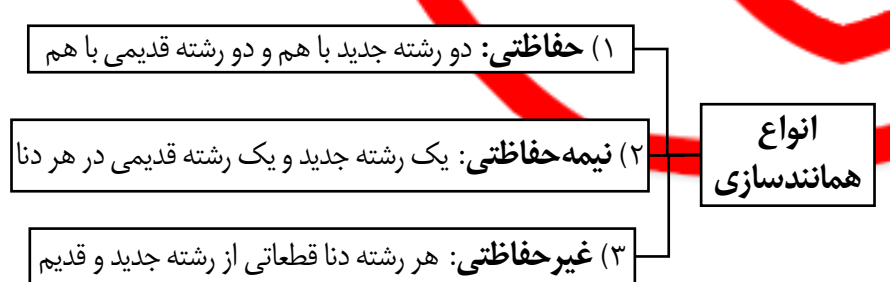 انواع
همانندسازی
۱) حفاظتی: دو رشته جدید با هم و دو رشته قدیمی با هم
۲) نیمه‌حفاظتی: یک رشته جدید و یک رشته قدیمی در هر دنا
۳) غیرحفاظتی: هر رشته دنا قطعاتی از رشته جدید و قدیم